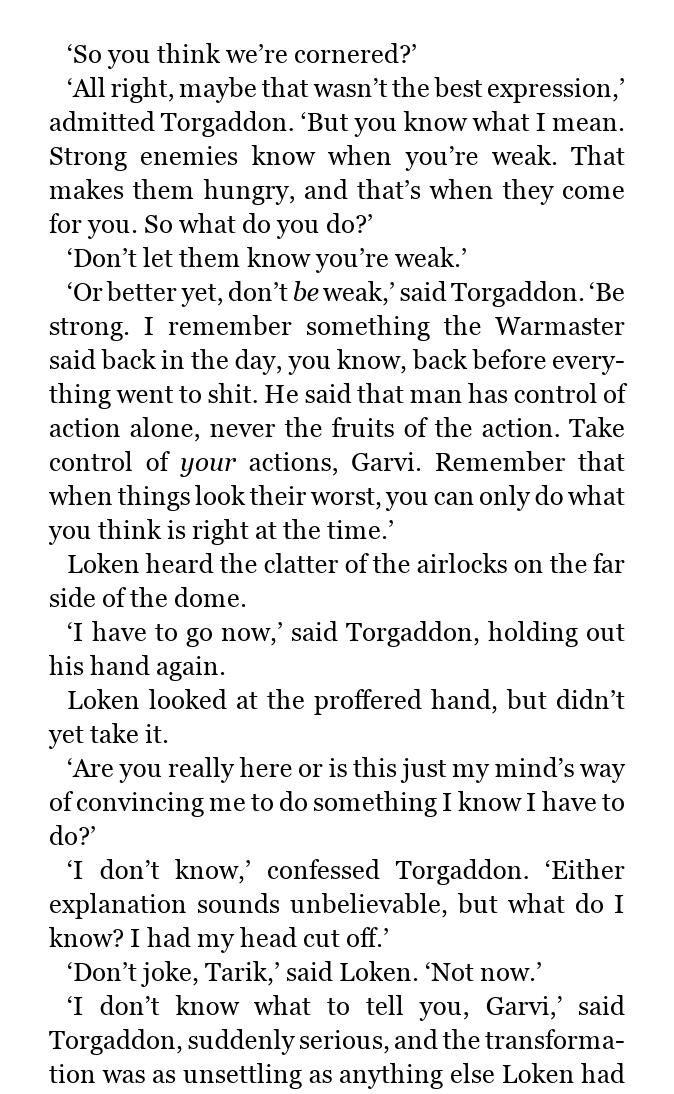 ‘So you think we’re cornered?’
‘All right, maybe that wasn’t the best expression,’
admitted Torgaddon. ‘But you know what I mean.
Strong enemies know when you’re weak. That
makes them hungry, and that’s when they come
for you. So what do you do?’
‘Don’t let them know you’re weak.’
‘Or better yet, don’t be weak,’ said Torgaddon. ‘Be
strong. I remember something the Warmaster
said back in the day, you know, back before every-
thing went to shit. He said that man has control of
action alone, never the fruits of the action. Take
control of your actions, Garvi. Remember that
when things look their worst, you can only do what
you think is right at the time.’
Loken heard the clatter of the airlocks on the far
side of the dome.
‘I have to go now,’ said Torgaddon, holding out
his hand again.
Loken looked at the proffered hand, but didn’t
yet take it.
‘Are you really here or is this just my mind’s way
of convincing me to do something I know I have to
do?’
‘I don’t know,’ confessed Torgaddon. ‘Either
explanation sounds unbelievable, but what do I
know? I had my head cut off.’
‘Don’t joke, Tarik,’ said Loken. ‘Not now.’
‘I don’t know what to tell you, Garvi,’ said
Torgaddon, suddenly serious, and the transforma-
tion was as unsettling as anything else Loken had